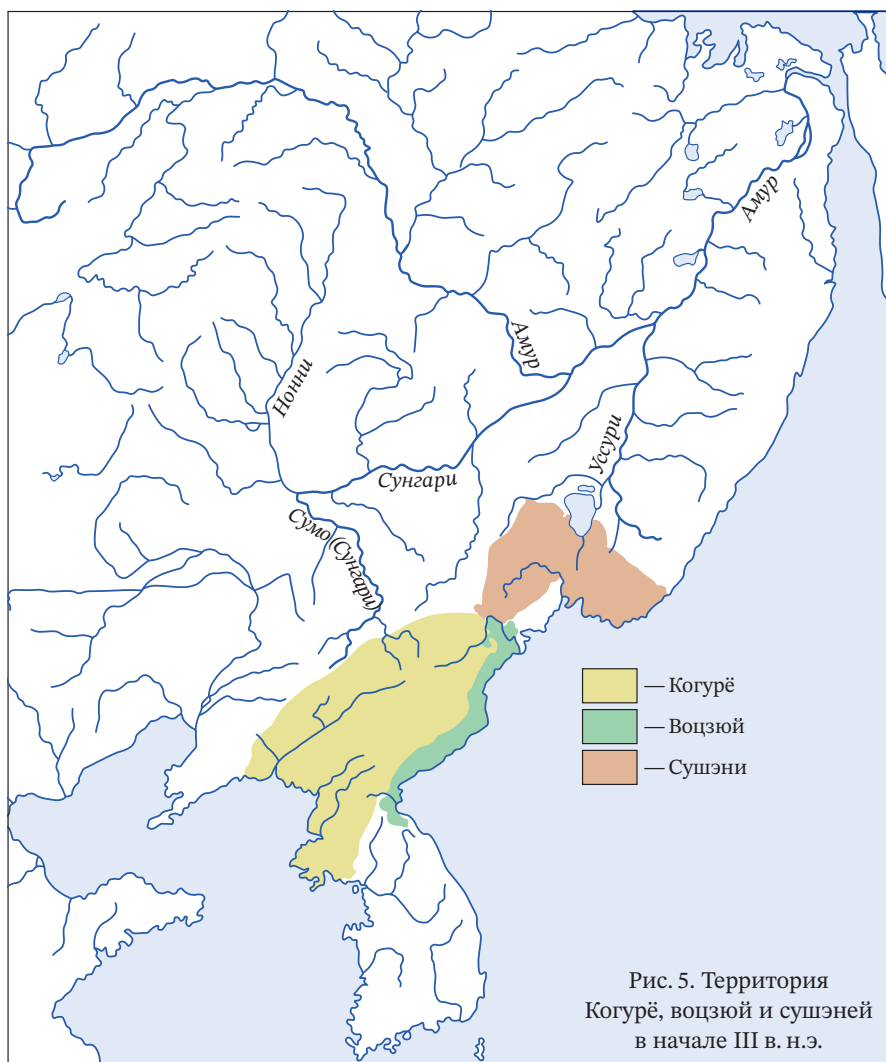 Амур
Амур
Нонни
Уссури
Сунгари
Сумо (Сунгари)
— Когурё
— Воцзюй
— Сушэни
Рис. 5. Территория
Когурё, воцзюй и сушэней
в начале III в. н.э.